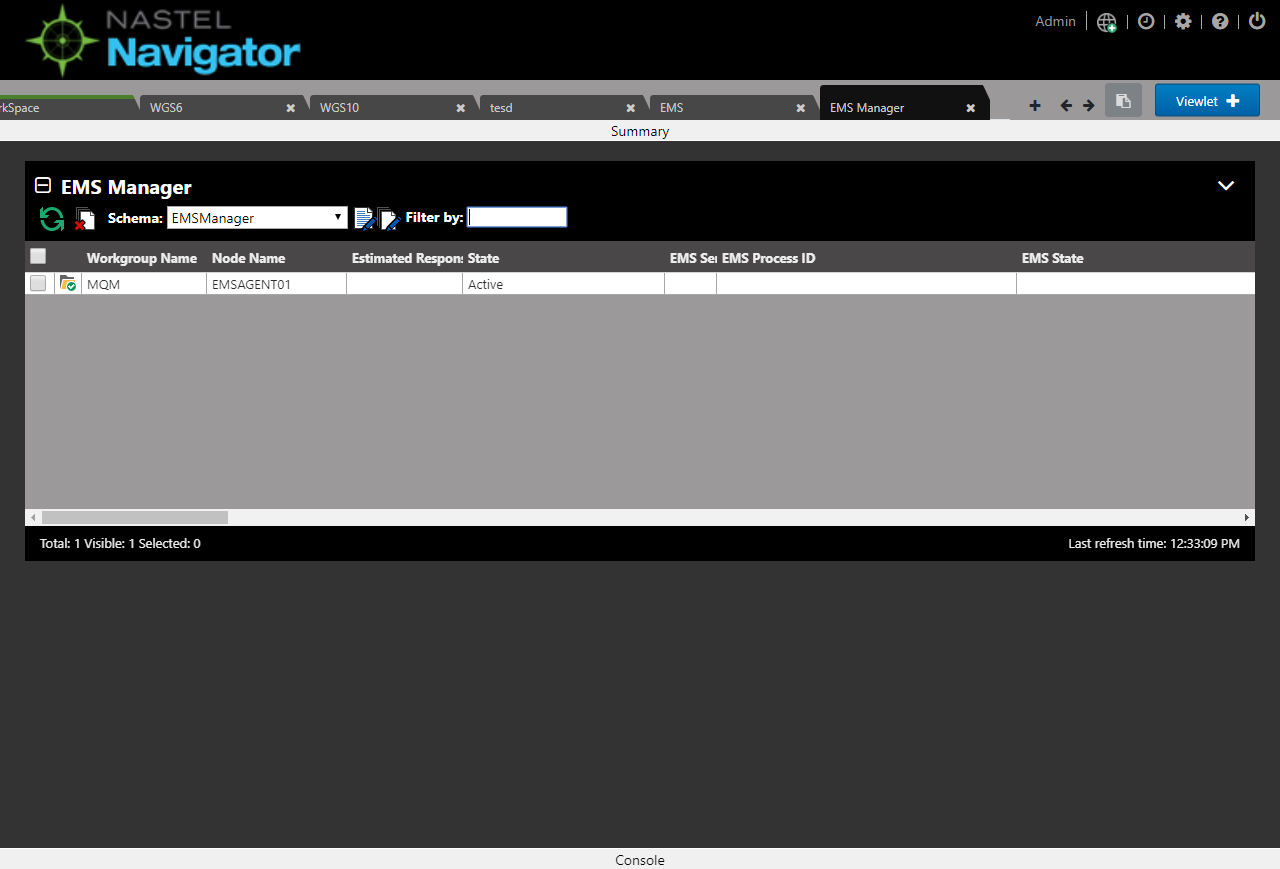 NASTEL
Navigator
Admin
rkSpace
WGS6
WGS10
tesd
EMS
EMS Manager
Viewlet
Summary
EMS Manager
Schema: EMSManager Filter by:
Workgroup Name Node Name Estimated Respon State EMS Ser EMS Process ID EMS State
MQM EMSAGENT01 Active
Total: 1 Visible: 1 Selected: 0 Last refresh time: 12:33:09 PM
Console